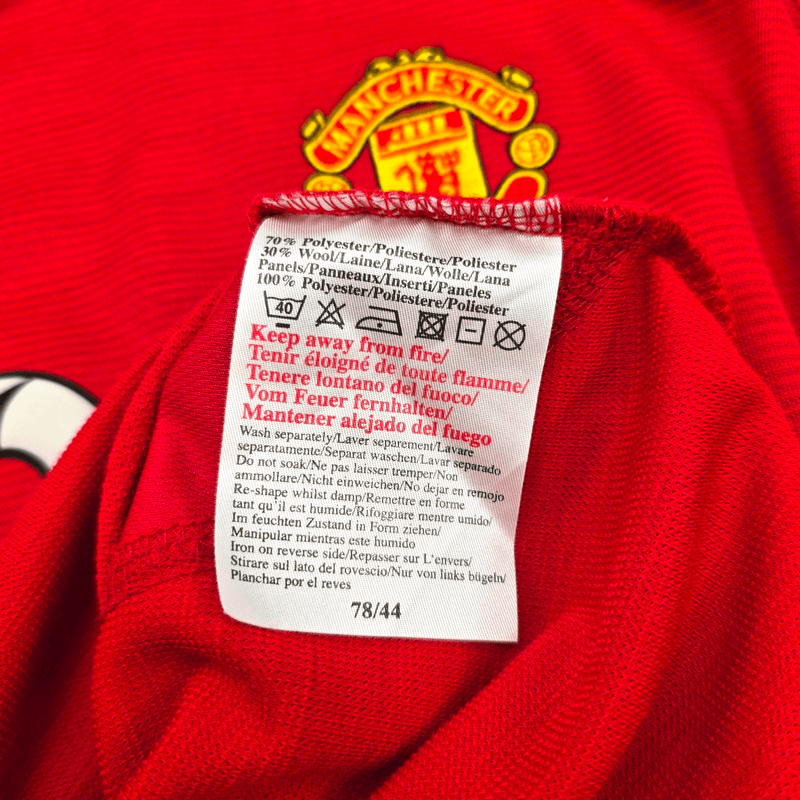 MANCHESTER
70% Polyester/Poliestere/Poliester
30% Wool/Laine/Lana/Wolle/Lana
Panels/Panneaux/Inserti/Paneles
100% Polyester/Poliestere/Poliester
40
Keep away from fire/
Tenir éloigné de toute flamme/
Tenere lontano del fuoco/
Vom Feuer fernhalten/
Mantener alejado del fuego
Wash separately/Laver separement/Lavare
separatamente/Separat waschen/Lavar separado
Do not soak/Ne pas laisser tremper/Non
ammollare/Nicht einweichen/No dejar en remojo
Re-shape whilst damp/Remettre en forme
tant qu'il est humide/Rifoggiare mentre umido/
Im feuchten Zustand in Form ziehen/
Manipular mientras este humido
Iron on reverse side/Repasser sur L'envers/
Stirare sul lato del rovescio/Nur von links bügeln/
Planchar por el reves
78/44